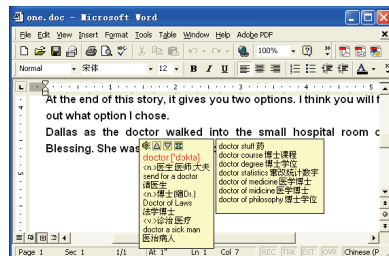 one.doc - Microsoft Word
File Edit View Insert Format Tools Table Window Help Adobe PDF
100%
Normal 宋体 12 B I U
At the end of this story, it gives you two options. I think you will f
out what option I chose.
Dallas as the doctor walked into the small hospital room o
Blessing. She was
doctor ['dɔktə]
<n.>医生 医师 大夫
send for a doctor
请医生
<n.>博士(略Dr.)
Doctor of Laws
法学博士
<v.>诊治 医疗
doctor a sick man
医治病人
doctor stuff 药
doctor course 博士课程
doctor degree 博士学位
doctor statistics 窜改统计数字
doctor of medicine 医学博士
doctor of midicine 医学博士
doctor of philosophy 博士学位
Page 1 Sec 1 1/1 At 1" Ln 1 Col 7 REC TRK EXT OVR Chinese (P